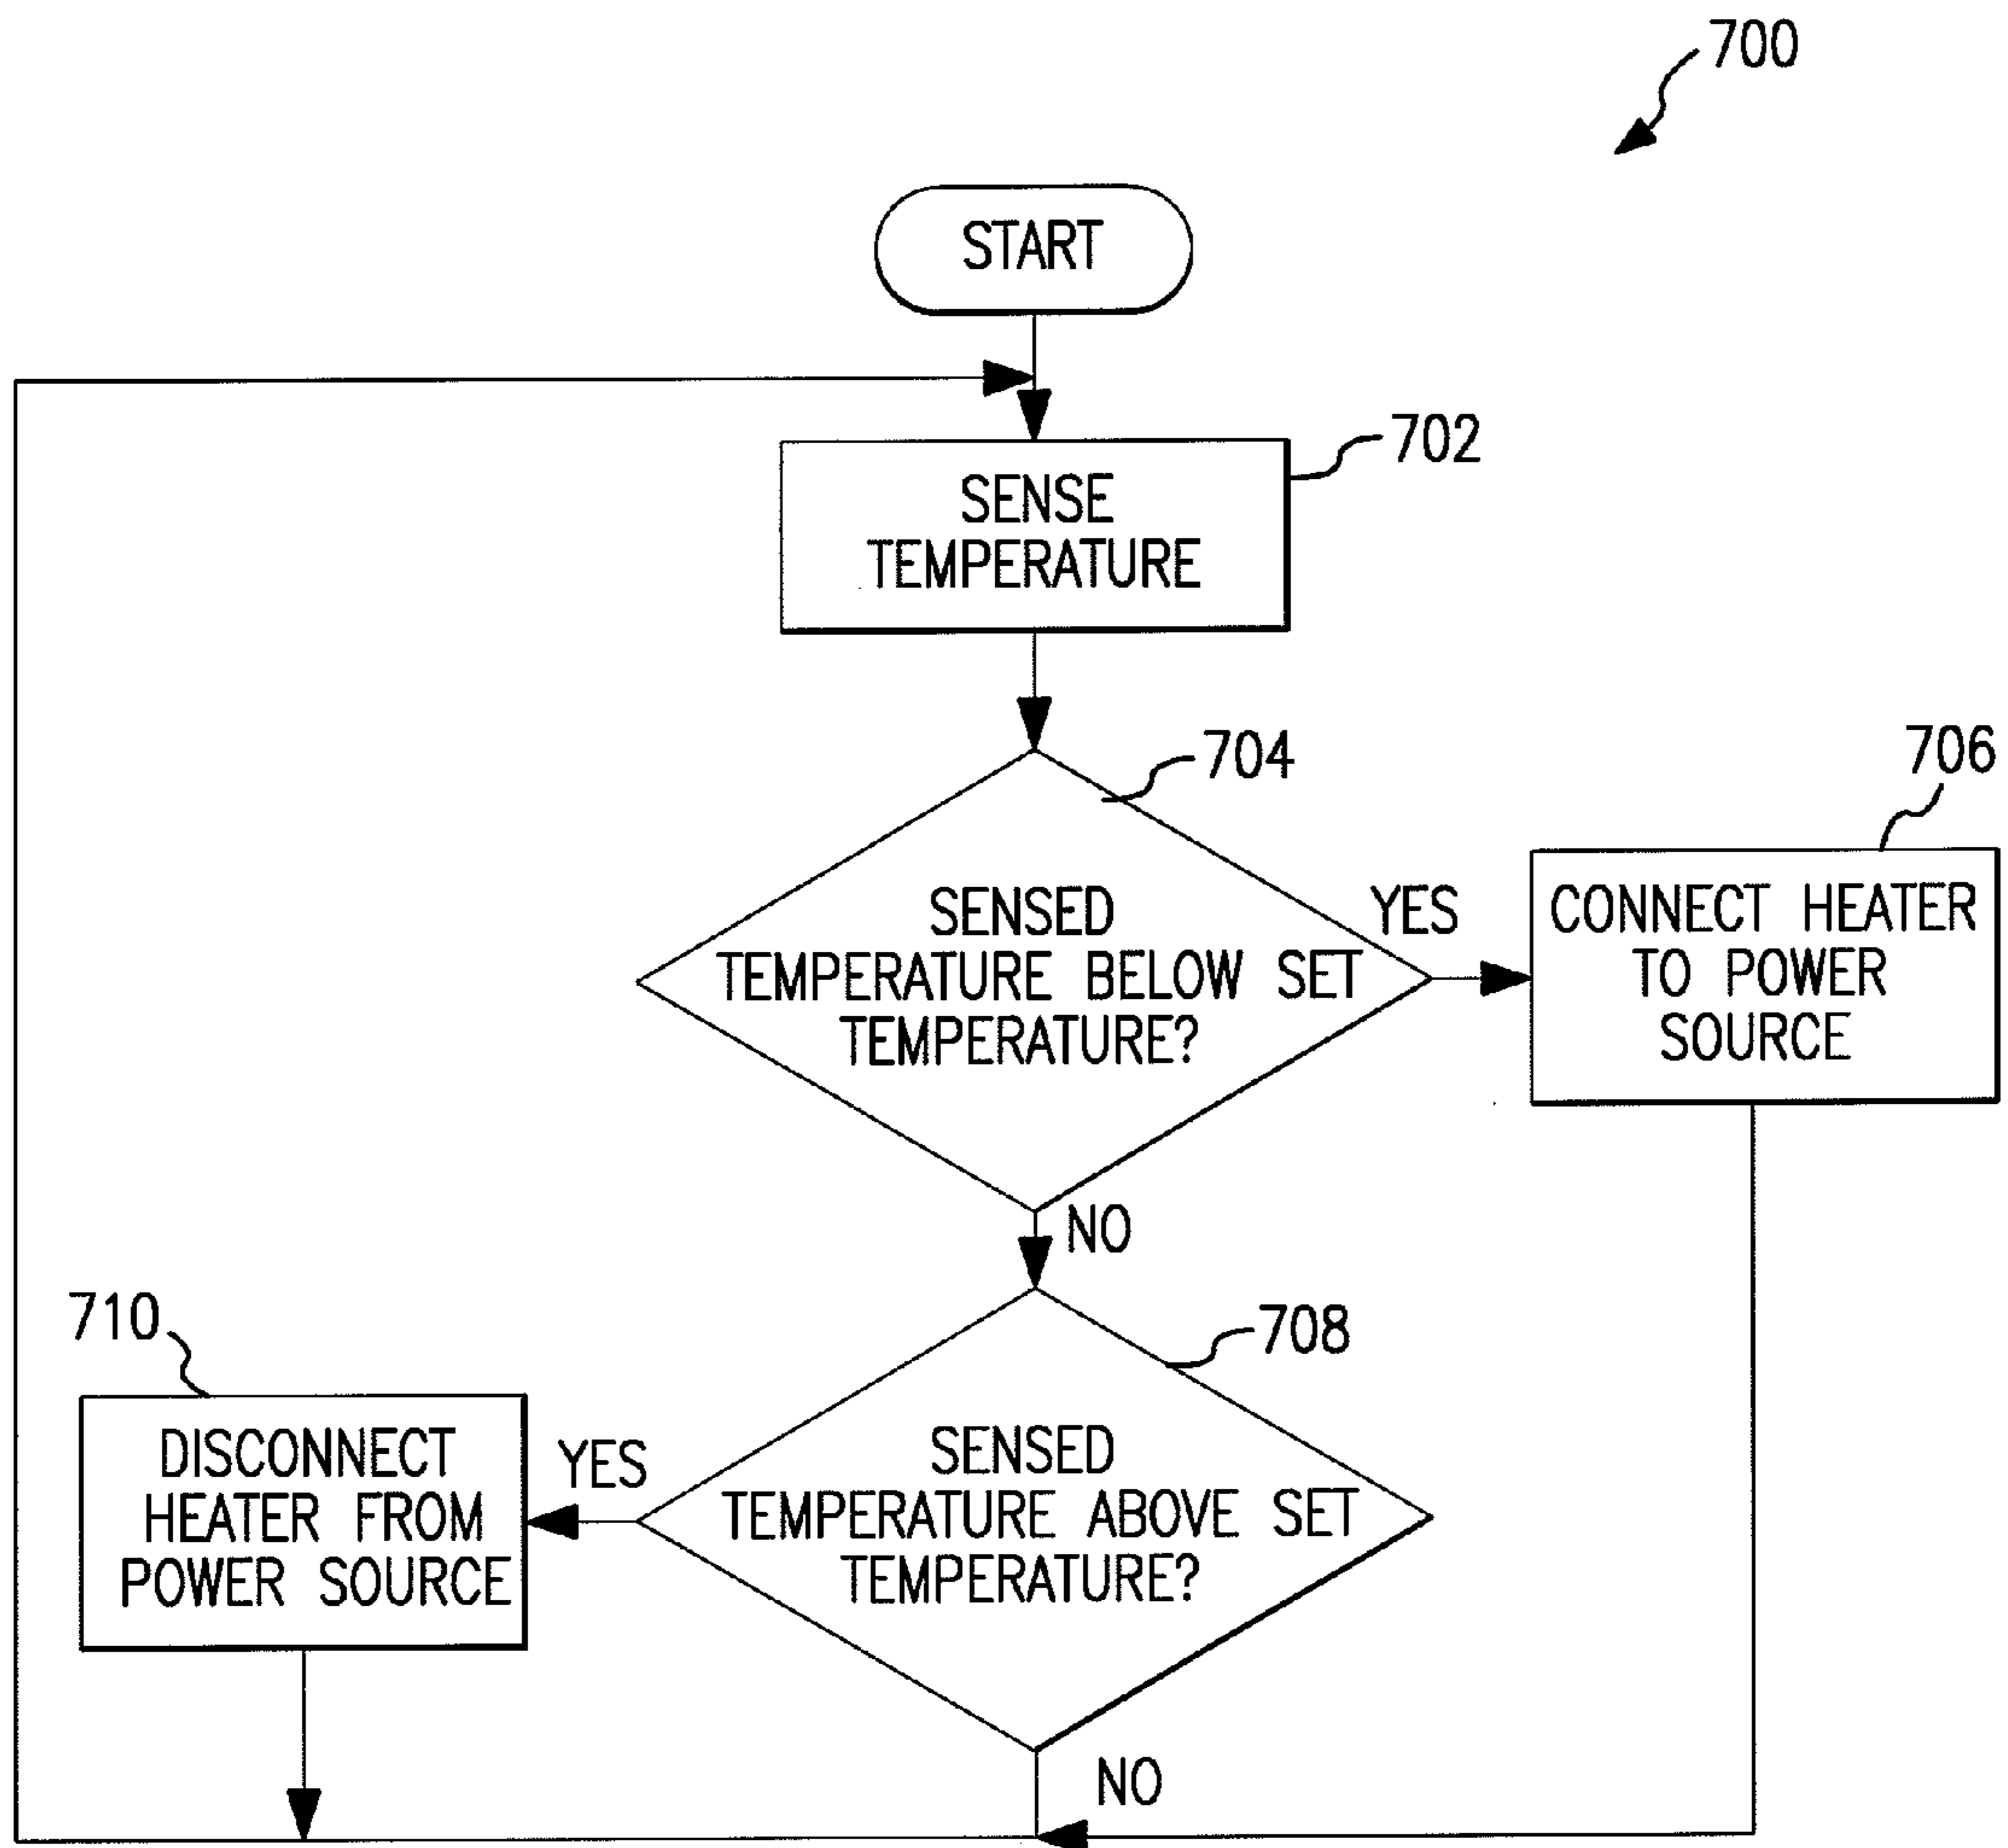 700
START
702
SENSE
TEMPERATURE
704
706
SENSED
TEMPERATURE BELOW SET
TEMPERATURE?
YES
CONNECT HEATER
TO POWER
SOURCE
NO
710
708
DISCONNECT
HEATER FROM
POWER SOURCE
YES
SENSED
TEMPERATURE ABOVE SET
TEMPERATURE?
NO